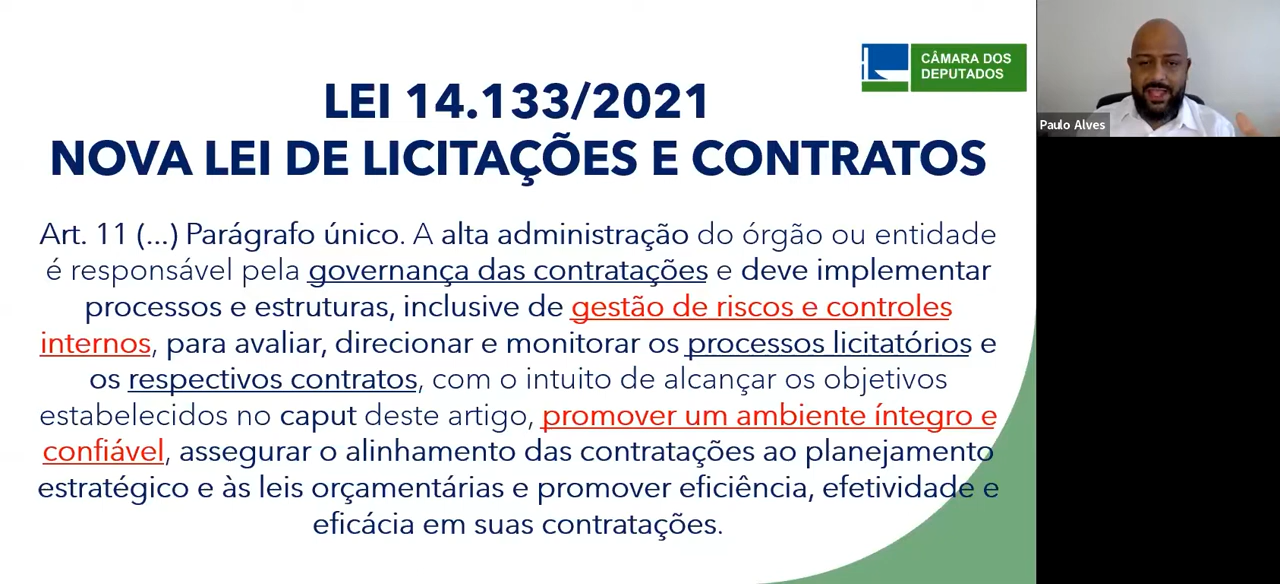 CÂMARA DOS
DEPUTADOS
LEI 14.133/2021
NOVA LEI DE LICITAÇÕES E CONTRATOS
Art. 11 (...) Parágrafo único. A alta administração do órgão ou entidade
é responsável pela governança das contratações e deve implementar
processos e estruturas, inclusive de gestão de riscos e controles
internos, para avaliar, direcionar e monitorar os processos licitatórios e
os respectivos contratos, com o intuito de alcançar os objetivos
estabelecidos no caput deste artigo, promover um ambiente íntegro e
confiável, assegurar o alinhamento das contratações ao planejamento
estratégico e às leis orçamentárias e promover eficiência, efetividade e
eficácia em suas contratações.
Paulo Alves